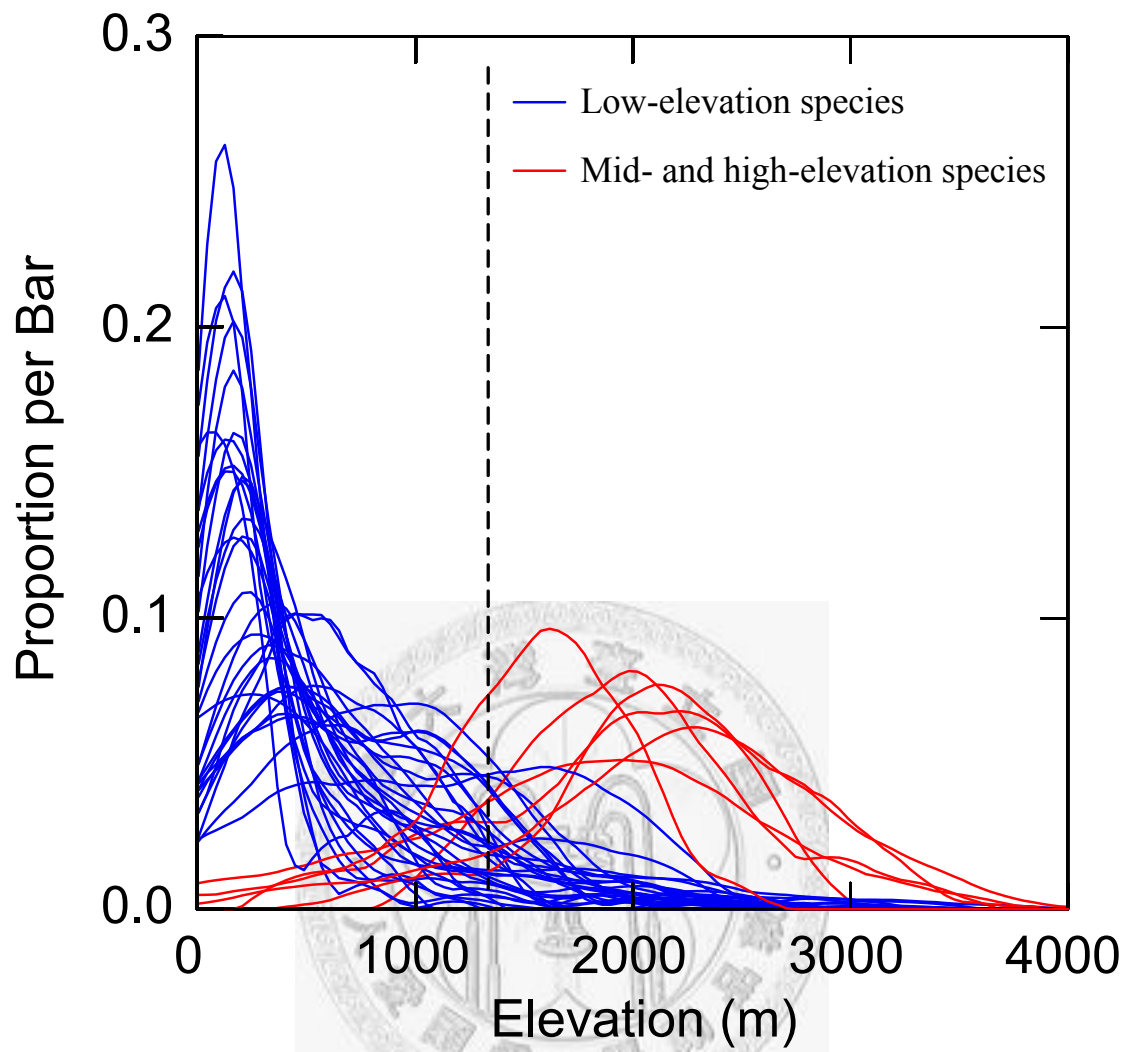 0.3
Low-elevation species
Mid- and high-elevation species
0.2
0.1
0.0
Proportion per Bar
0 1000 2000 3000 4000
Elevation (m)